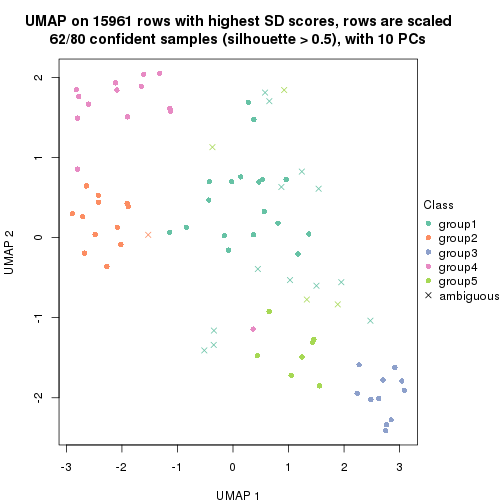 UMAP on 15961 rows with highest SD scores, rows are scaled
62/80 confident samples (silhouette > 0.5), with 10 PCs
2
1
0
-1
-2
UMAP 2
-3
-2
-1
0
1
2
3
UMAP 1
Class
group1
group2
group3
group4
group5
ambiguous